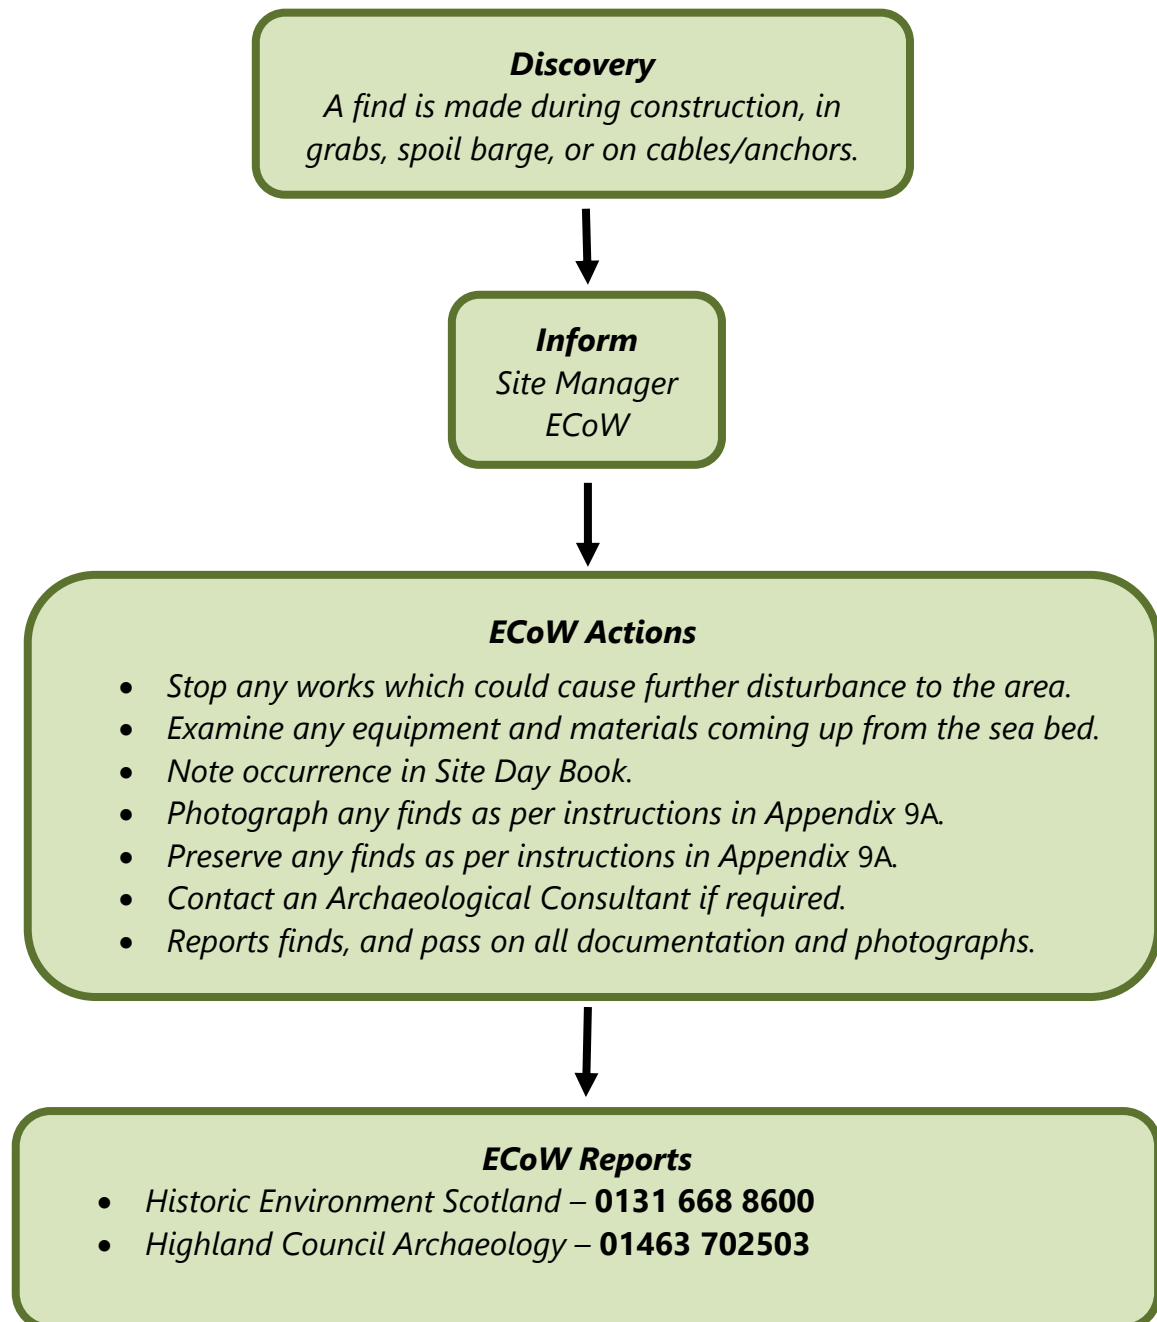 Discovery
A find is made during construction, in
grabs, spoil barge, or on cables/anchors.
Inform
Site Manager
ECoW
ECoW Actions
• Stop any works which could cause further disturbance to the area.
• Examine any equipment and materials coming up from the sea bed.
• Note occurrence in Site Day Book.
• Photograph any finds as per instructions in Appendix 9A.
• Preserve any finds as per instructions in Appendix 9A.
• Contact an Archaeological Consultant if required.
• Reports finds, and pass on all documentation and photographs.
ECoW Reports
• Historic Environment Scotland – 0131 668 8600
• Highland Council Archaeology – 01463 702503